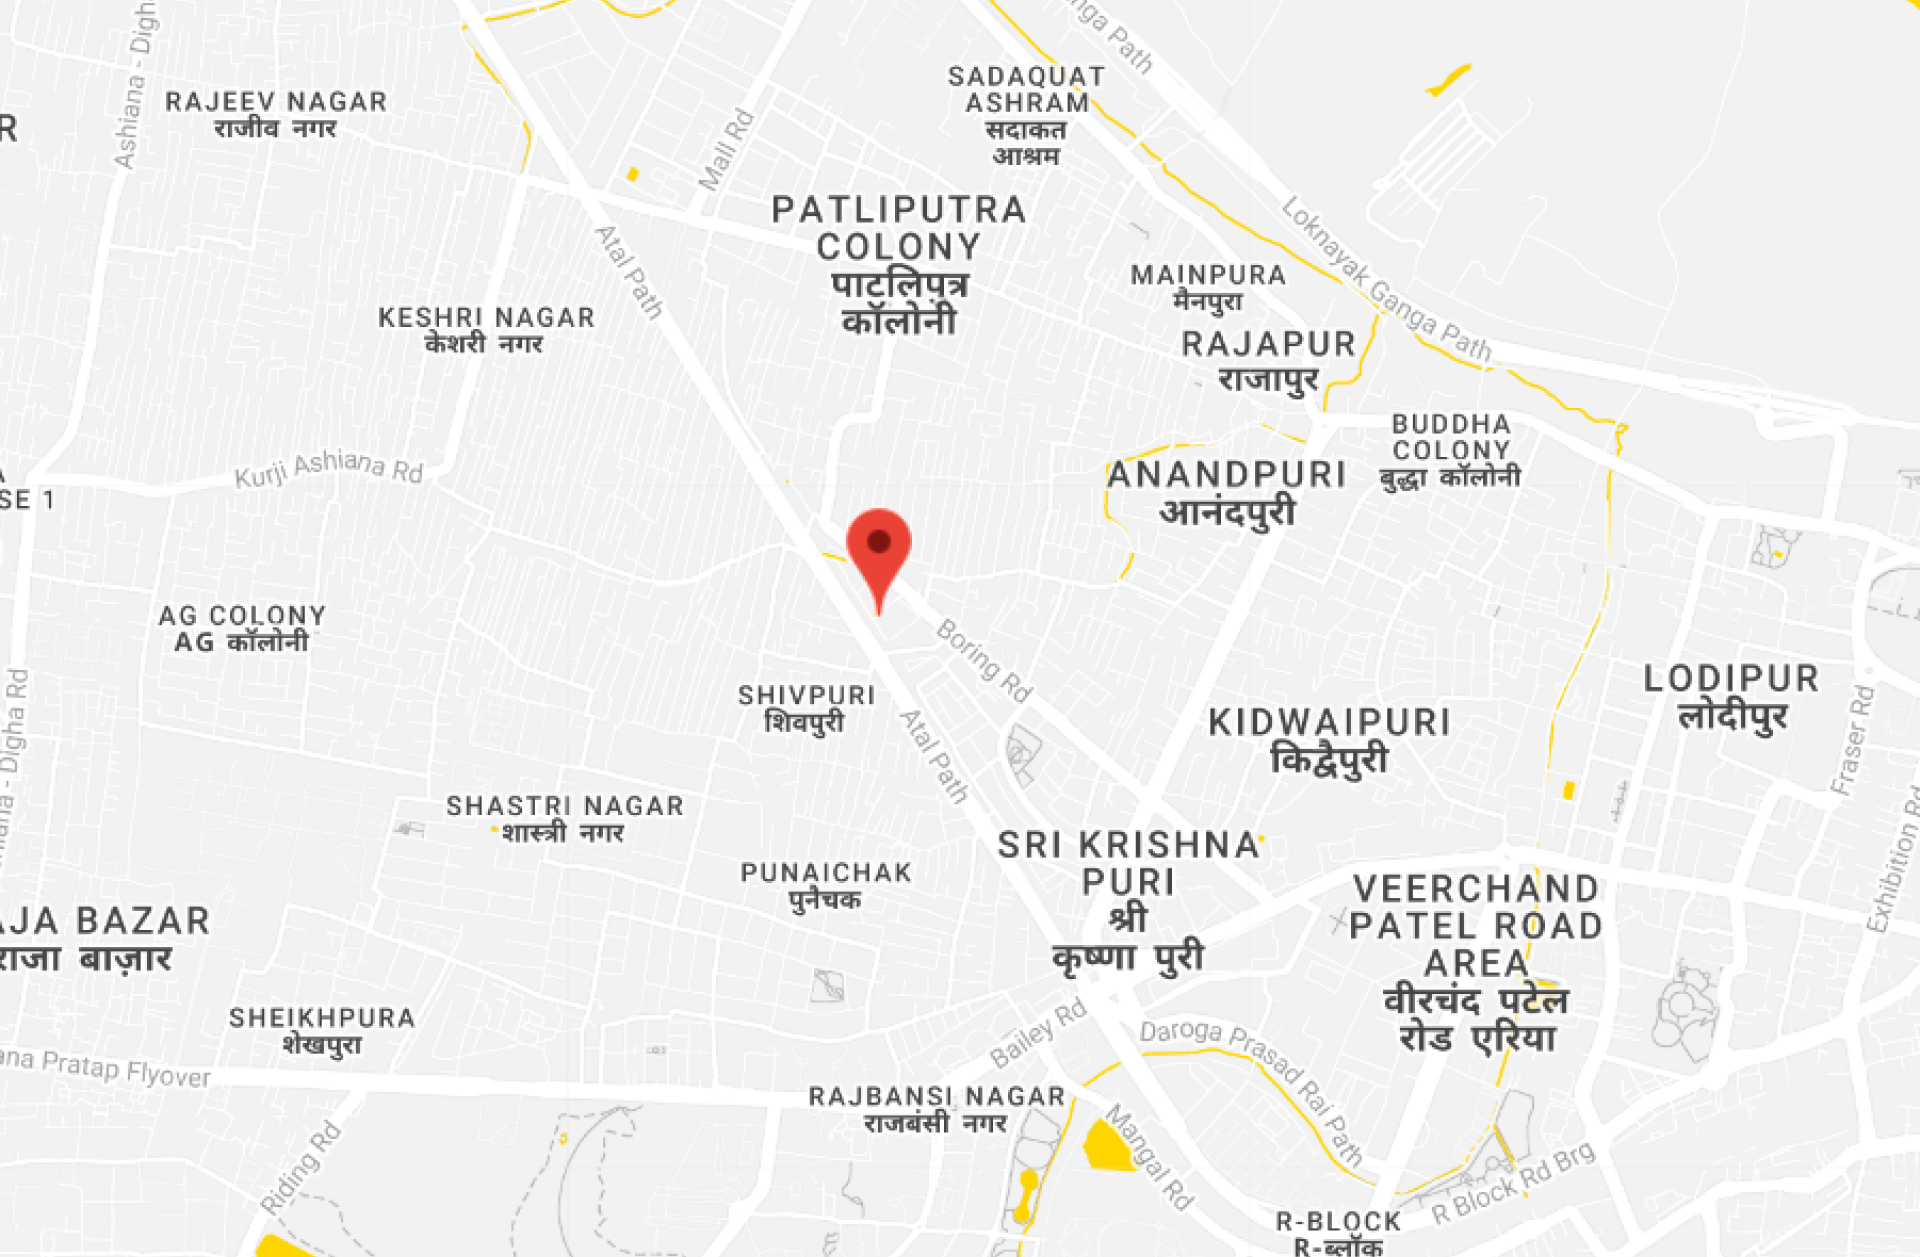 Ashiana - Digh
nga Path
SADAQUAT
ASHRAM
सदाकत
आश्रम
RAJEEV NAGAR
राजीव नगर
R
Mall Rd
PATLIPUTRA
COLONY
पाटलिपुत्र
कॉलोनी
Loknayak Ganga Path
Atal Path
MAINPURA
मैनपुरा
KESHRI NAGAR
केशरी नगर
RAJAPUR
राजापुर
BUDDHA
COLONY
बुद्धा कॉलोनी
Kurji Ashiana Rd
A
SE 1
ANANDPURI
आनंदपुरी
AG COLONY
AG कॉलोनी
Boring Rd
LODIPUR
लोदीपुर
SHIVPURI
शिवपुरी
Atal Path
KIDWAIPURI
किद्वैपुरी
Fraser Rd
iana - Digha Rd
SHASTRI NAGAR
शास्त्री नगर
SRI KRISHNA
PURI
श्री
कृष्णा पुरी
PUNAICHAK
पुनैचक
VEERCHAND
PATEL ROAD
AREA
वीरचंद पटेल
रोड एरिया
Exhibition Rd
AJA BAZAR
राजा बाज़ार
SHEIKHPURA
शेखपुरा
Bailey Rd
Daroga Prasad Rai Path
ana Pratap Flyover
RAJBANSI NAGAR
राजबंसी नगर
Mangal Rd
Riding Rd
R Block Rd Brg
R-BLOCK
R-ब्लॉक